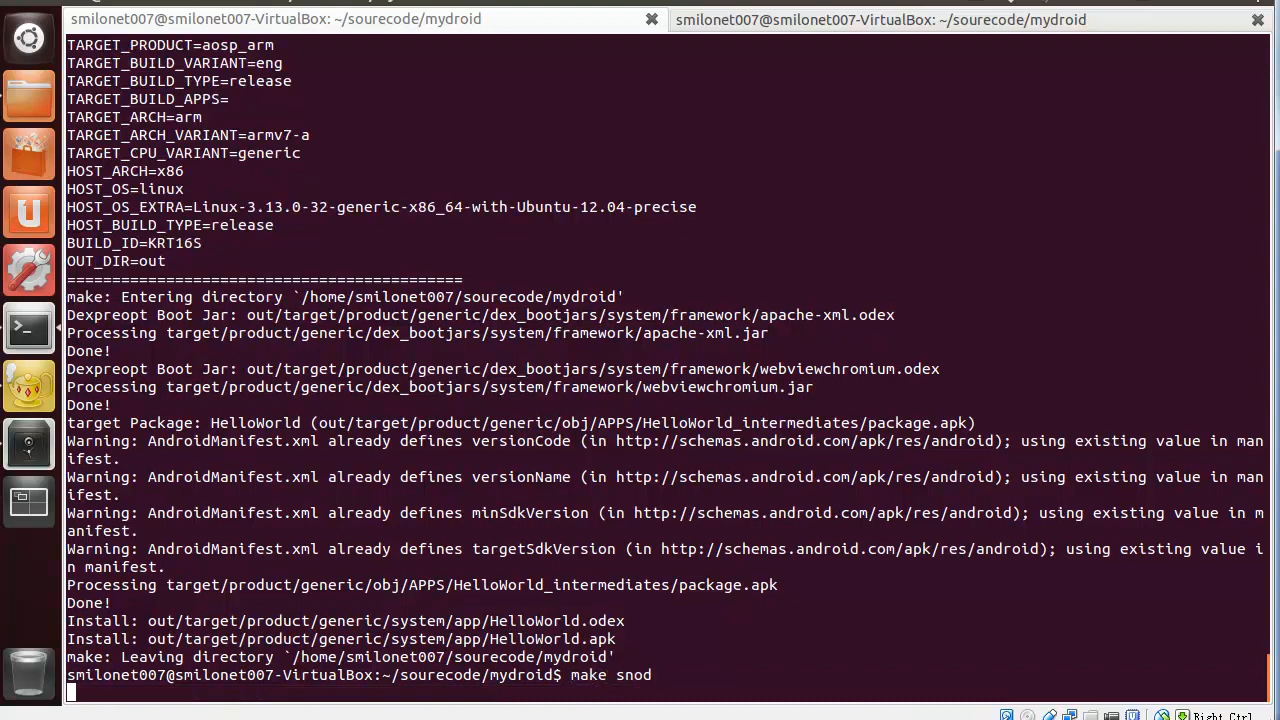 smilonet007@smilonet007-VirtualBox: ~/sourecode/mydroid
smilonet007@smilonet007-VirtualBox: ~/sourecode/mydroid
TARGET_PRODUCT=aosp_arm
TARGET_BUILD_VARIANT=eng
TARGET_BUILD_TYPE=release
TARGET_BUILD_APPS=
TARGET_ARCH=arm
TARGET_ARCH_VARIANT=armv7-a
TARGET_CPU_VARIANT=generic
HOST_ARCH=x86
HOST_OS=linux
HOST_OS_EXTRA=Linux-3.13.0-32-generic-x86_64-with-Ubuntu-12.04-precise
HOST_BUILD_TYPE=release
BUILD_ID=KRT16S
OUT_DIR=out
============================================
make: Entering directory `/home/smilonet007/sourecode/mydroid'
Dexpreopt Boot Jar: out/target/product/generic/dex_bootjars/system/framework/apache-xml.odex
Processing target/product/generic/dex_bootjars/system/framework/apache-xml.jar
Done!
Dexpreopt Boot Jar: out/target/product/generic/dex_bootjars/system/framework/webviewchromium.odex
Processing target/product/generic/dex_bootjars/system/framework/webviewchromium.jar
Done!
target Package: HelloWorld (out/target/product/generic/obj/APPS/HelloWorld_intermediates/package.apk)
Warning: AndroidManifest.xml already defines versionCode (in http://schemas.android.com/apk/res/android); using existing value in man
ifest.
Warning: AndroidManifest.xml already defines versionName (in http://schemas.android.com/apk/res/android); using existing value in man
ifest.
Warning: AndroidManifest.xml already defines minSdkVersion (in http://schemas.android.com/apk/res/android); using existing value in m
anifest.
Warning: AndroidManifest.xml already defines targetSdkVersion (in http://schemas.android.com/apk/res/android); using existing value i
n manifest.
Processing target/product/generic/obj/APPS/HelloWorld_intermediates/package.apk
Done!
Install: out/target/product/generic/system/app/HelloWorld.odex
Install: out/target/product/generic/system/app/HelloWorld.apk
make: Leaving directory `/home/smilonet007/sourecode/mydroid'
smilonet007@smilonet007-VirtualBox:~/sourecode/mydroid$ make snod
Right Ctrl